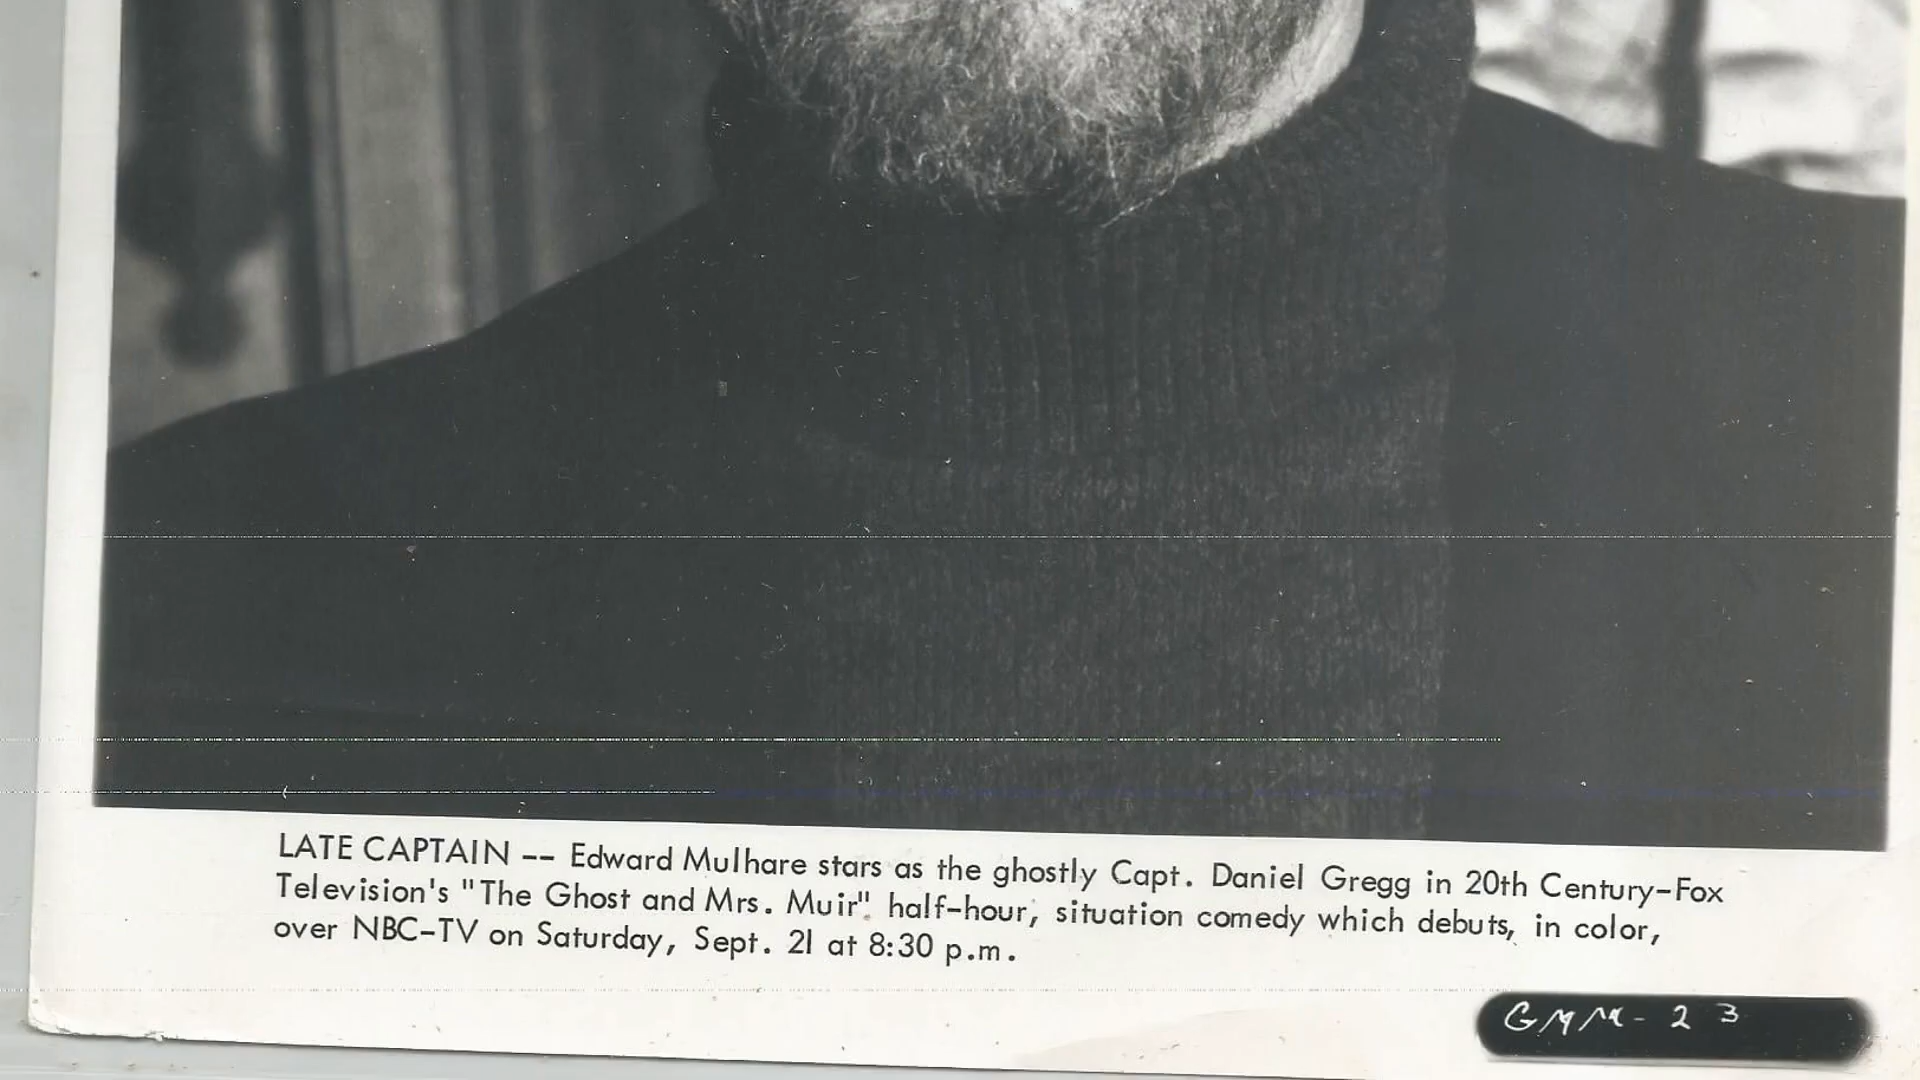 LATE CAPTAIN -- Edward Mulhare stars as the ghostly Capt. Daniel Gregg in 20th Century-Fox
Television's "The Ghost and Mrs. Muir" half-hour, situation comedy which debuts, in color,
over NBC-TV on Saturday, Sept. 21 at 8:30 p.m.
GMM-23